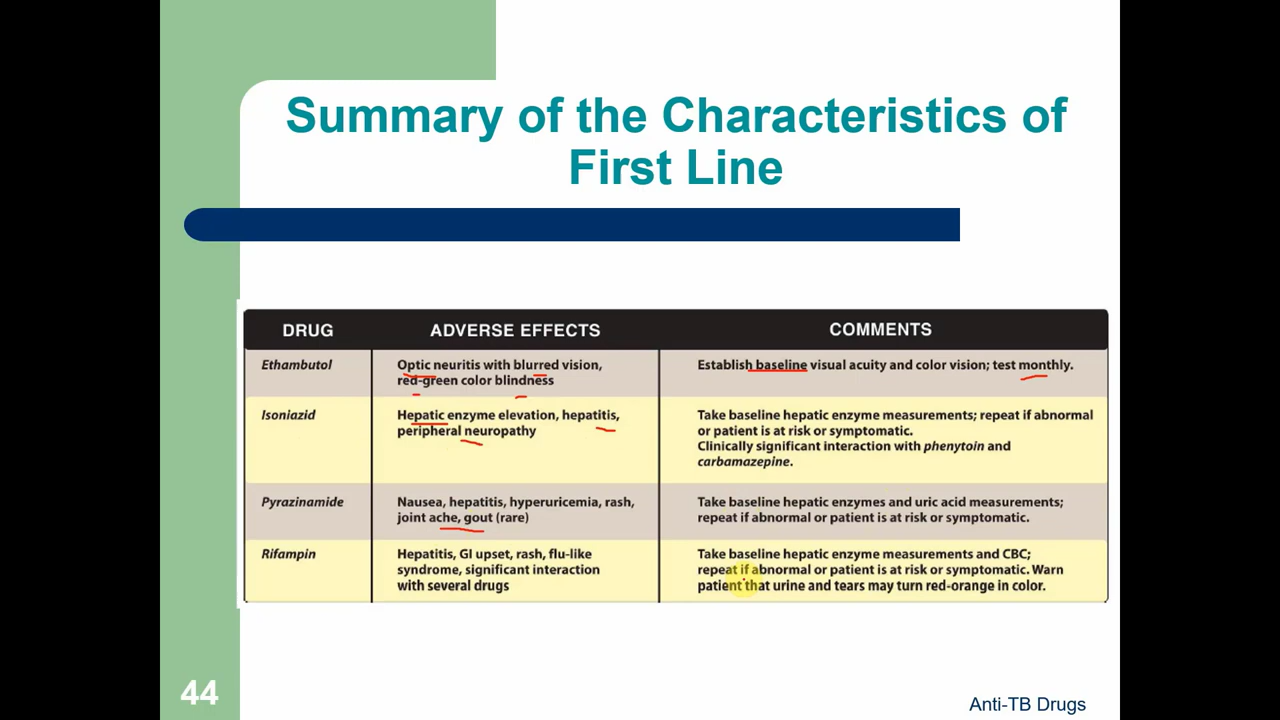 Summary of the Characteristics of
First Line
DRUG ADVERSE EFFECTS COMMENTS
Ethambutol
Optic neuritis with blurred vision,
red-green color blindness
Establish baseline visual acuity and color vision; test monthly.
Isoniazid
Hepatic enzyme elevation, hepatitis,
peripheral neuropathy
Take baseline hepatic enzyme measurements; repeat if abnormal
or patient is at risk or symptomatic.
Clinically significant interaction with phenytoin and
carbamazepine.
Pyrazinamide
Nausea, hepatitis, hyperuricemia, rash,
joint ache, gout (rare)
Take baseline hepatic enzymes and uric acid measurements;
repeat if abnormal or patient is at risk or symptomatic.
Rifampin
Hepatitis, GI upset, rash, flu-like
syndrome, significant interaction
with several drugs
Take baseline hepatic enzyme measurements and CBC;
repeat if abnormal or patient is at risk or symptomatic. Warn
patient that urine and tears may turn red-orange in color.
44
Anti-TB Drugs